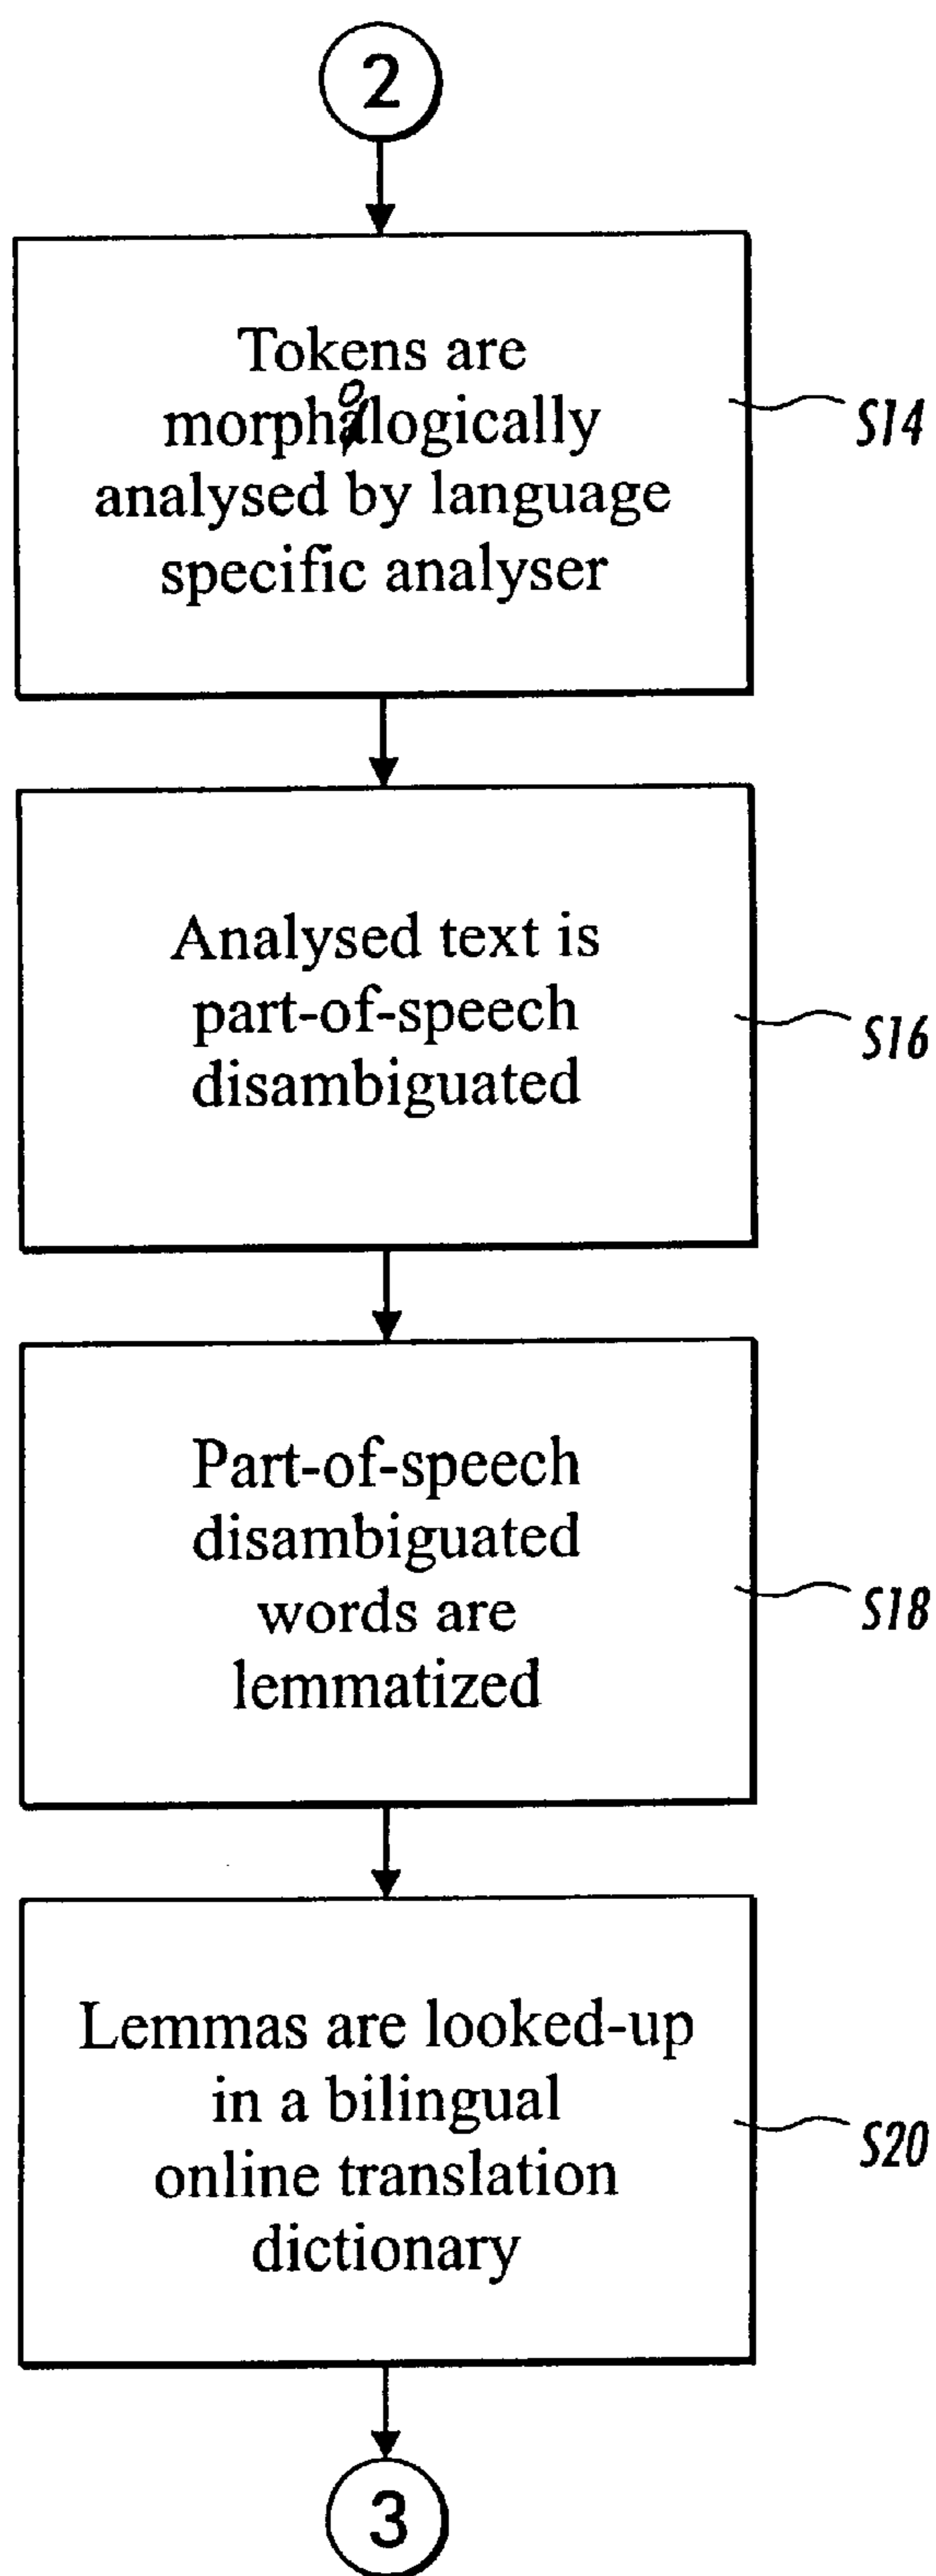 2
Tokens are
morphologically
analysed by language
specific analyser
S14
Analysed text is
part-of-speech
disambiguated
S16
Part-of-speech
disambiguated
words are
lemmatized
S18
Lemmas are looked-up
in a bilingual
online translation
dictionary
S20
3